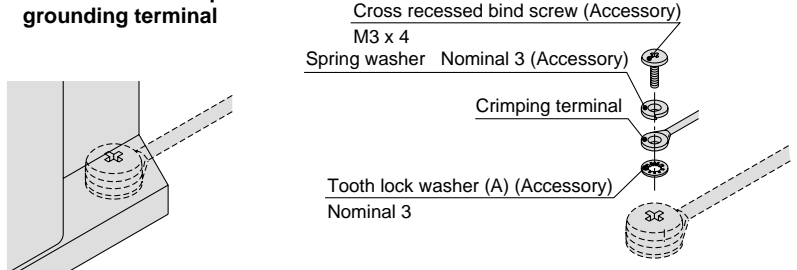 grounding terminal
Cross recessed bind screw (Accessory)
M3 x 4
Spring washer Nominal 3 (Accessory)
Crimping terminal
Tooth lock washer (A) (Accessory)
Nominal 3